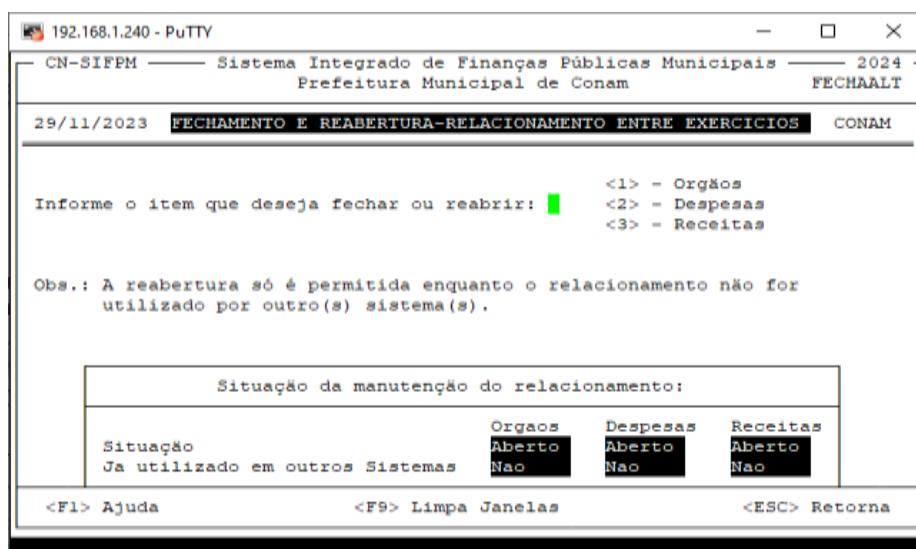 192.168.1.240 - PuTTY
CN-SIFPM Sistema Integrado de Finanças Públicas Municipais 2024
Prefeitura Municipal de Conam FECHAALT
29/11/2023 FECHAMENTO E REABERTURA-RELACIONAMENTO ENTRE EXERCICIOS CONAM
<1> - Orgãos
Informe o item que deseja fechar ou reabrir: <2> - Despesas
<3> - Receitas
Obs.: A reabertura só é permitida enquanto o relacionamento não for
utilizado por outro(s) sistema(s).
Situação da manutenção do relacionamento:
Orgaos Despesas Receitas
Situação Aberto Aberto Aberto
Ja utilizado em outros Sistemas Nao Nao Nao
<F1> Ajuda <F9> Limpa Janelas <ESC> Retorna